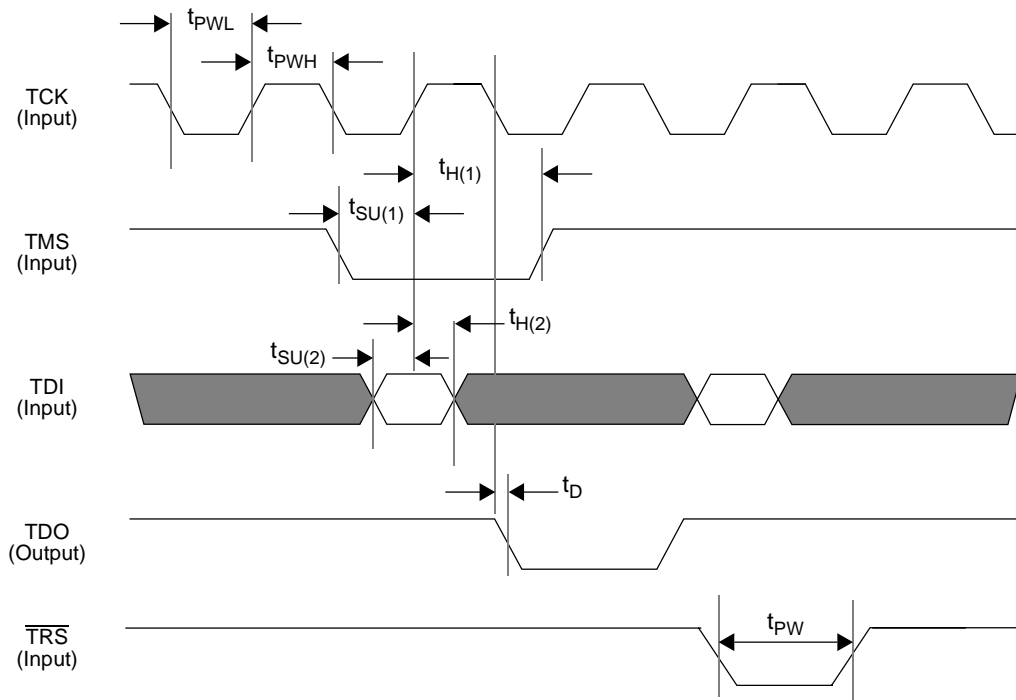 tPWL
tPWH
TCK
(Input)
tH(1)
tSU(1)
TMS
(Input)
tH(2)
tSU(2)
TDI
(Input)
tD
TDO
(Output)
TRS
(Input)
tPW